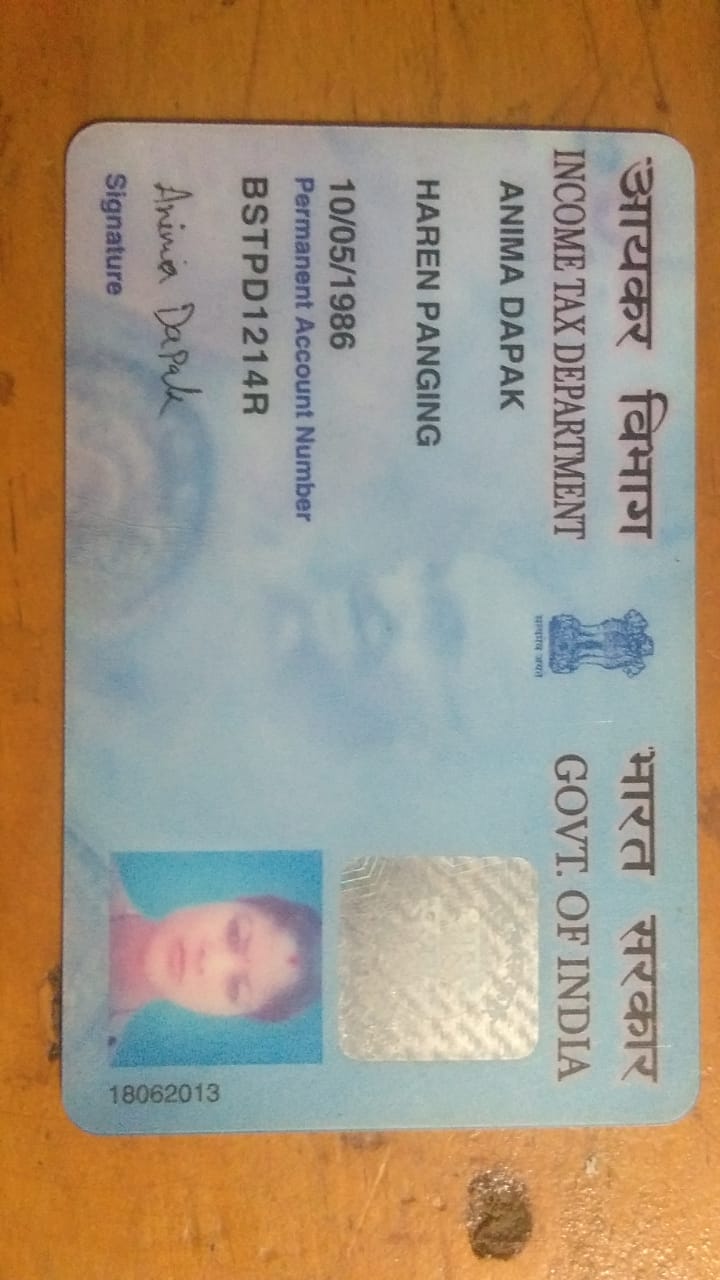 आयकर विभाग
INCOME TAX DEPARTMENT
भारत सरकार
GOVT. OF INDIA
सत्यमेव जयते
ANIMA DAPAK
HAREN PANGING
10/05/1986
Permanent Account Number
BSTPD1214R
Anima Dapak
Signature
18062013